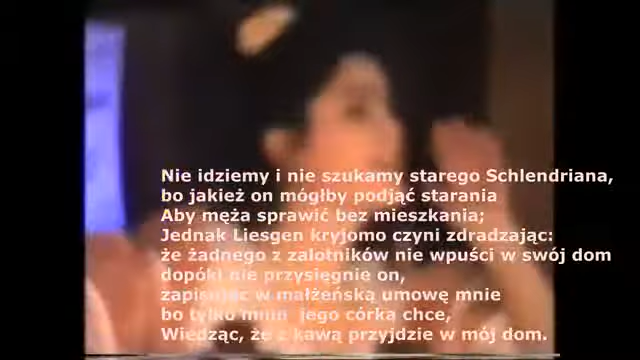 Nie idziemy i nie szukamy starego Schlendriana,
bo jakież on mógłby podjąć starania
Aby męża sprawić bez mieszkania;
Jednak Liesgen kryjomo czyni zdradzając:
że żadnego z zalotników nie wpuści w swój dom
dopóki nie przysięgnie on,
zapisując w małżeńską umowę mnie
bo tylko mnie jego córka chce,
Wiedząc, że z kawą przyjdzie w mój dom.